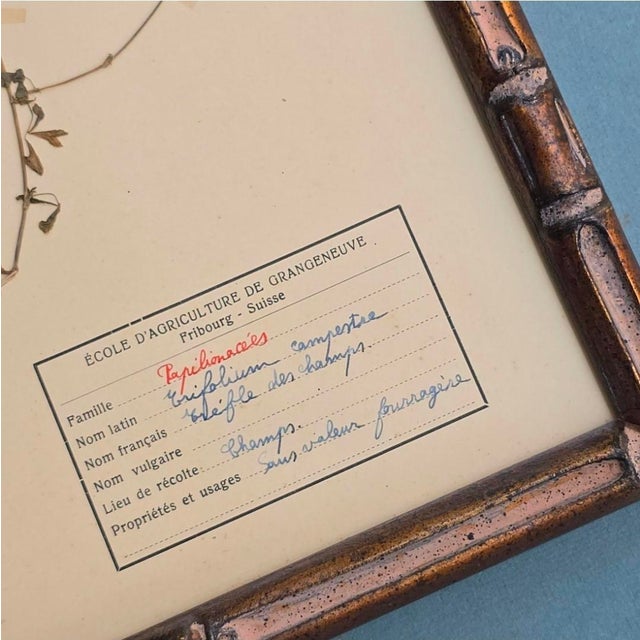 ÉCOLE D'AGRICULTURE DE GRANGENEUVE
Fribourg - Suisse
Famille Papilionacées
Nom latin Trifolium campestre
Nom français Trèfle des champs.
Nom vulgaire
Lieu de récolte: Champs.
Propriétés et usages Sans valeur fourragère